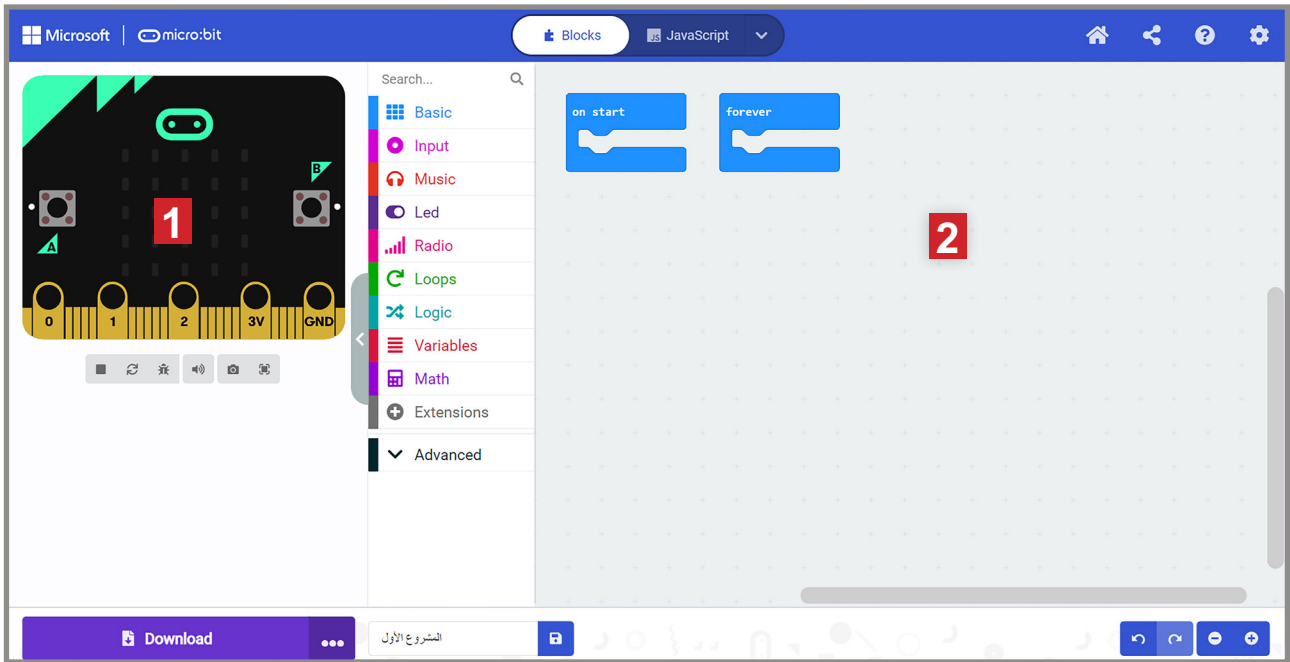 Microsoft micro:bit Blocks JS JavaScript
Search...
Basic
Input
Music
Led
Radio
Loops
Logic
Variables
Math
Extensions
Advanced
B
A
1
0 1 2 3V GND
on start forever
2
Download
المشروع الأول